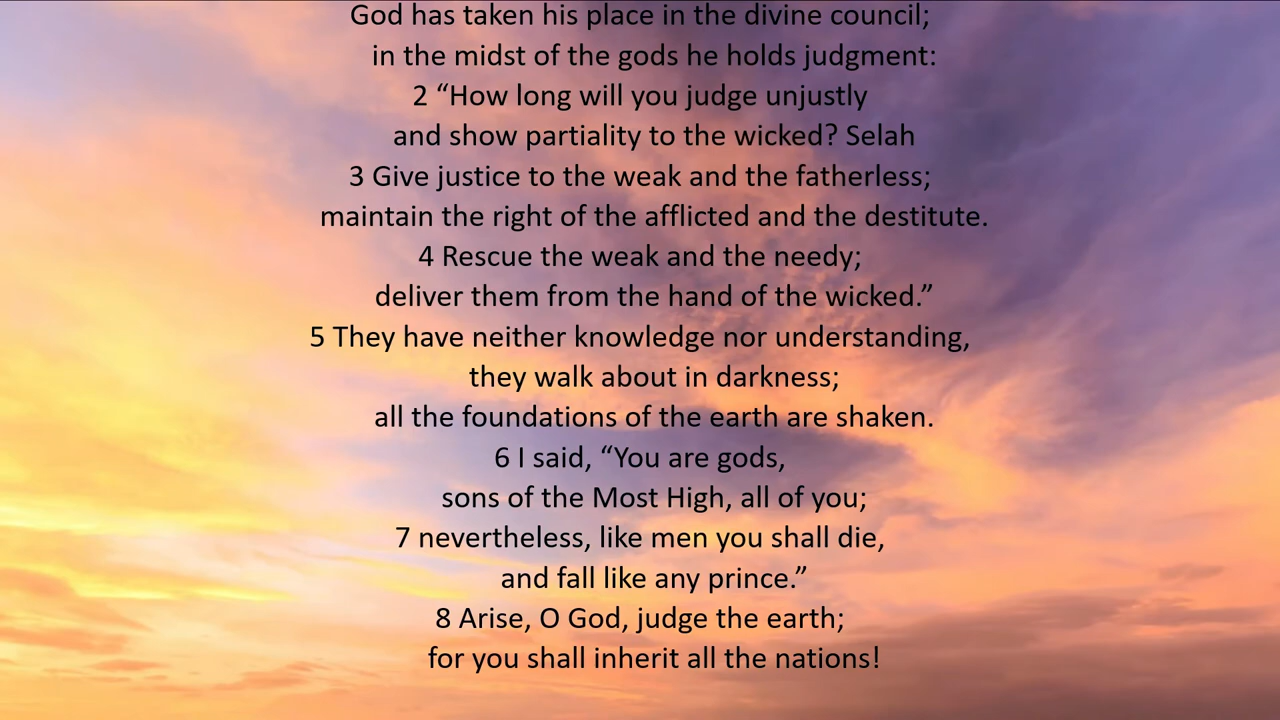 God has taken his place in the divine council;
in the midst of the gods he holds judgment:
2 “How long will you judge unjustly
and show partiality to the wicked? Selah
3 Give justice to the weak and the fatherless;
maintain the right of the afflicted and the destitute.
4 Rescue the weak and the needy;
deliver them from the hand of the wicked.”
5 They have neither knowledge nor understanding,
they walk about in darkness;
all the foundations of the earth are shaken.
6 I said, “You are gods,
sons of the Most High, all of you;
7 nevertheless, like men you shall die,
and fall like any prince.”
8 Arise, O God, judge the earth;
for you shall inherit all the nations!